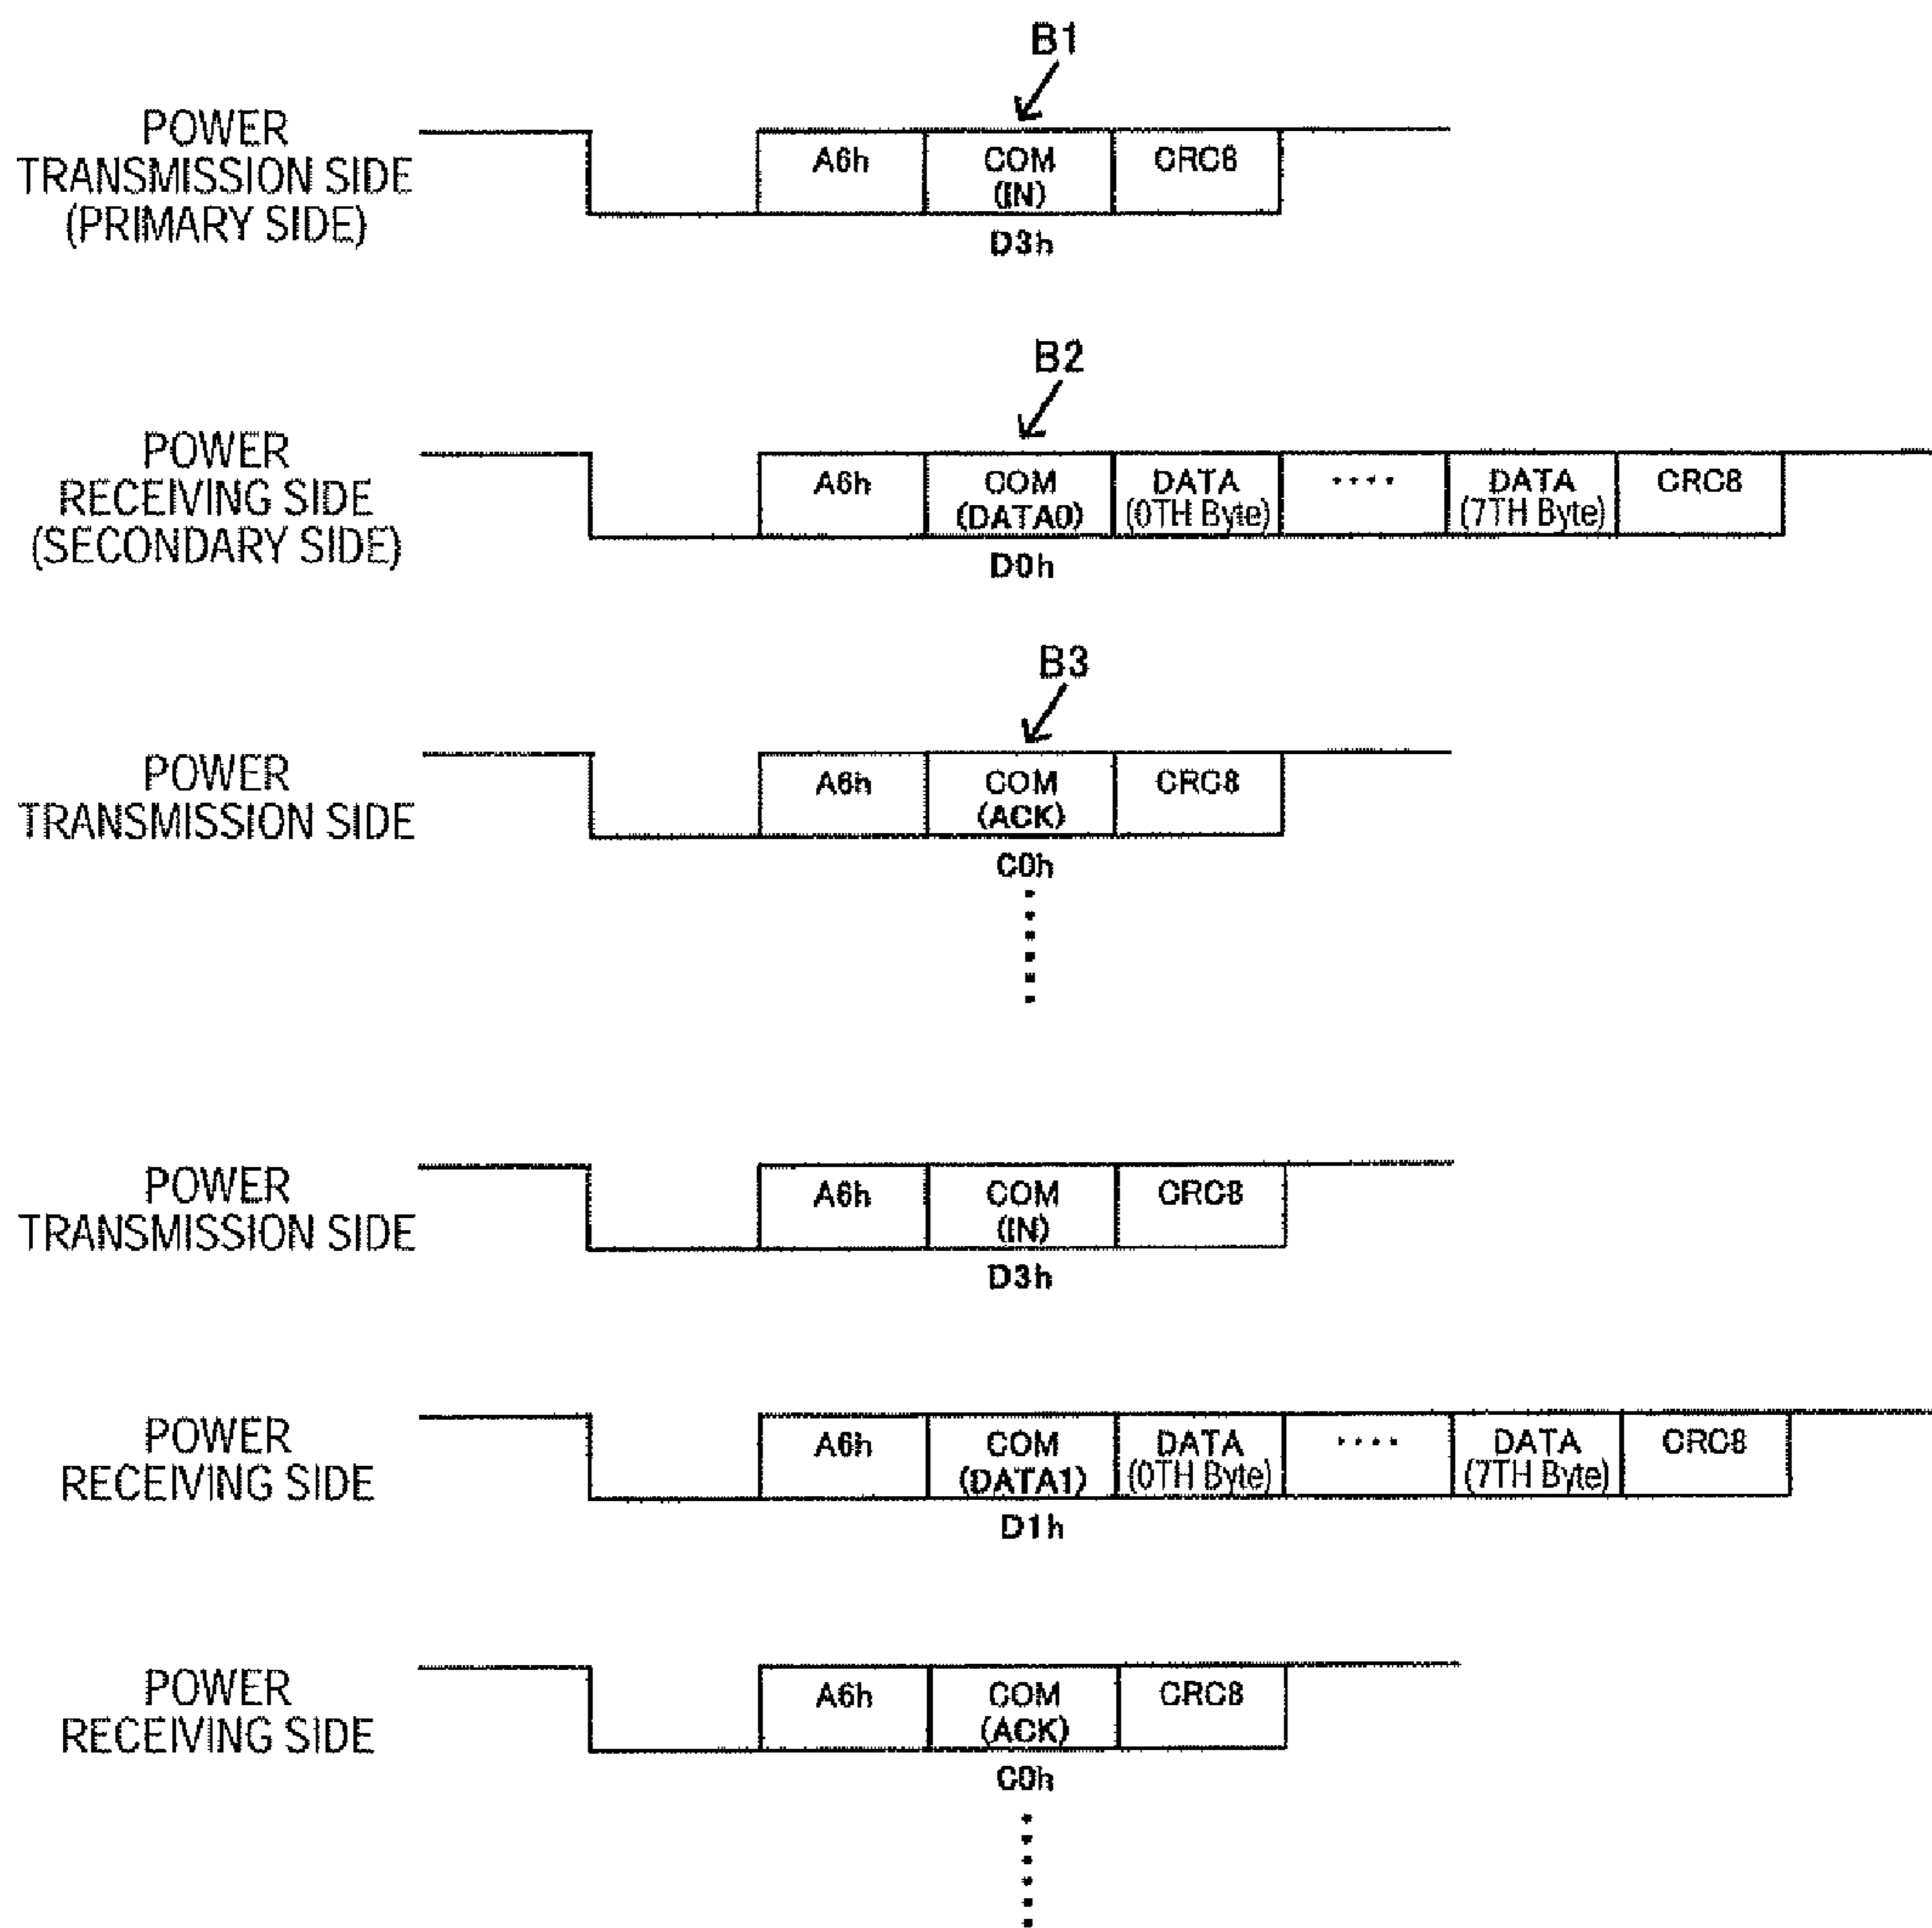 B1
POWER
TRANSMISSION SIDE
(PRIMARY SIDE)
A6h COM CRC8
(IN)
D3h
B2
POWER
RECEIVING SIDE
(SECONDARY SIDE)
A6h COM DATA ···· DATA CRC8
(DATA0) (0TH Byte) (7TH Byte)
D0h
B3
POWER
TRANSMISSION SIDE
A6h COM CRC8
(ACK)
C0h
POWER
TRANSMISSION SIDE
A6h COM CRC8
(IN)
D3h
POWER
RECEIVING SIDE
A6h COM DATA ···· DATA CRC8
(DATA1) (0TH Byte) (7TH Byte)
D1h
POWER
RECEIVING SIDE
A6h COM CRC8
(ACK)
C0h